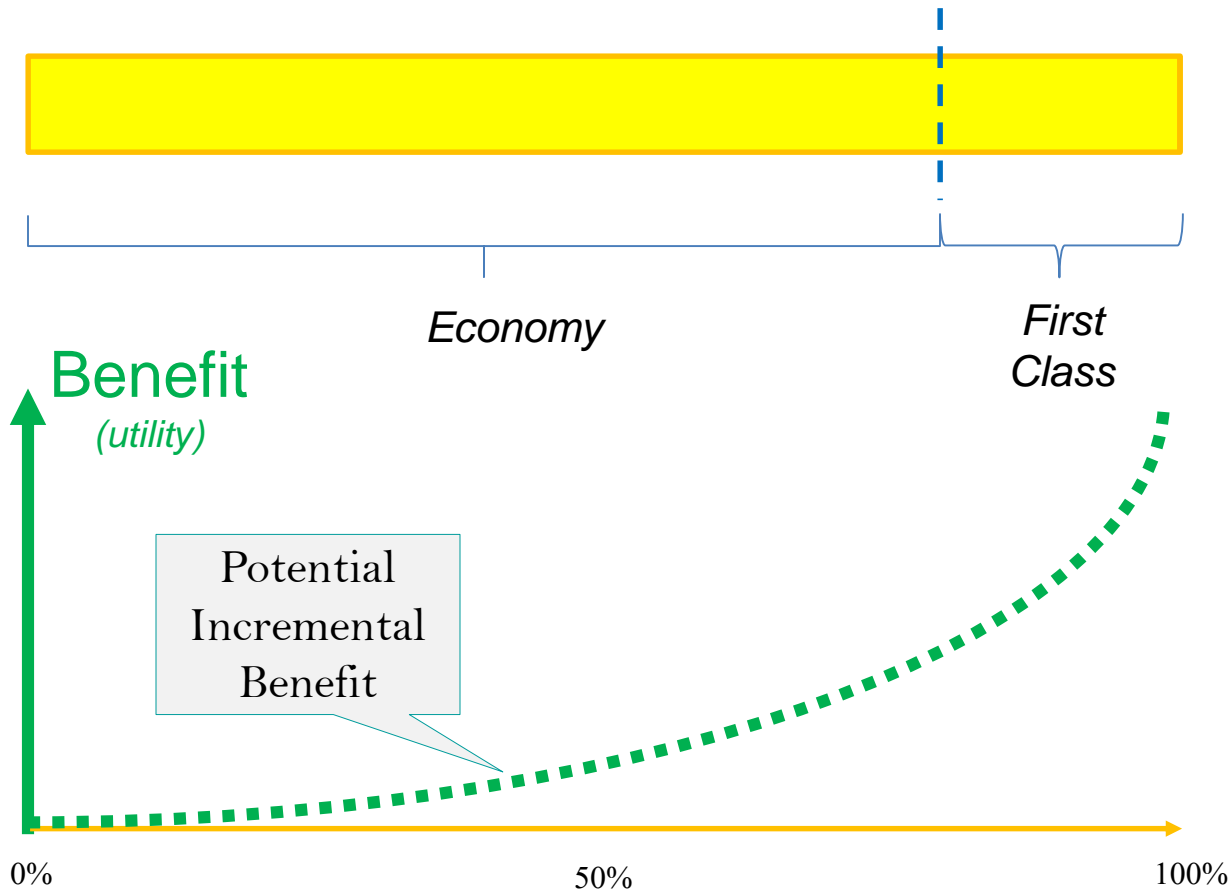 Economy
First
Class
Benefit
(utility)
Potential
Incremental
Benefit
0%
50%
100%